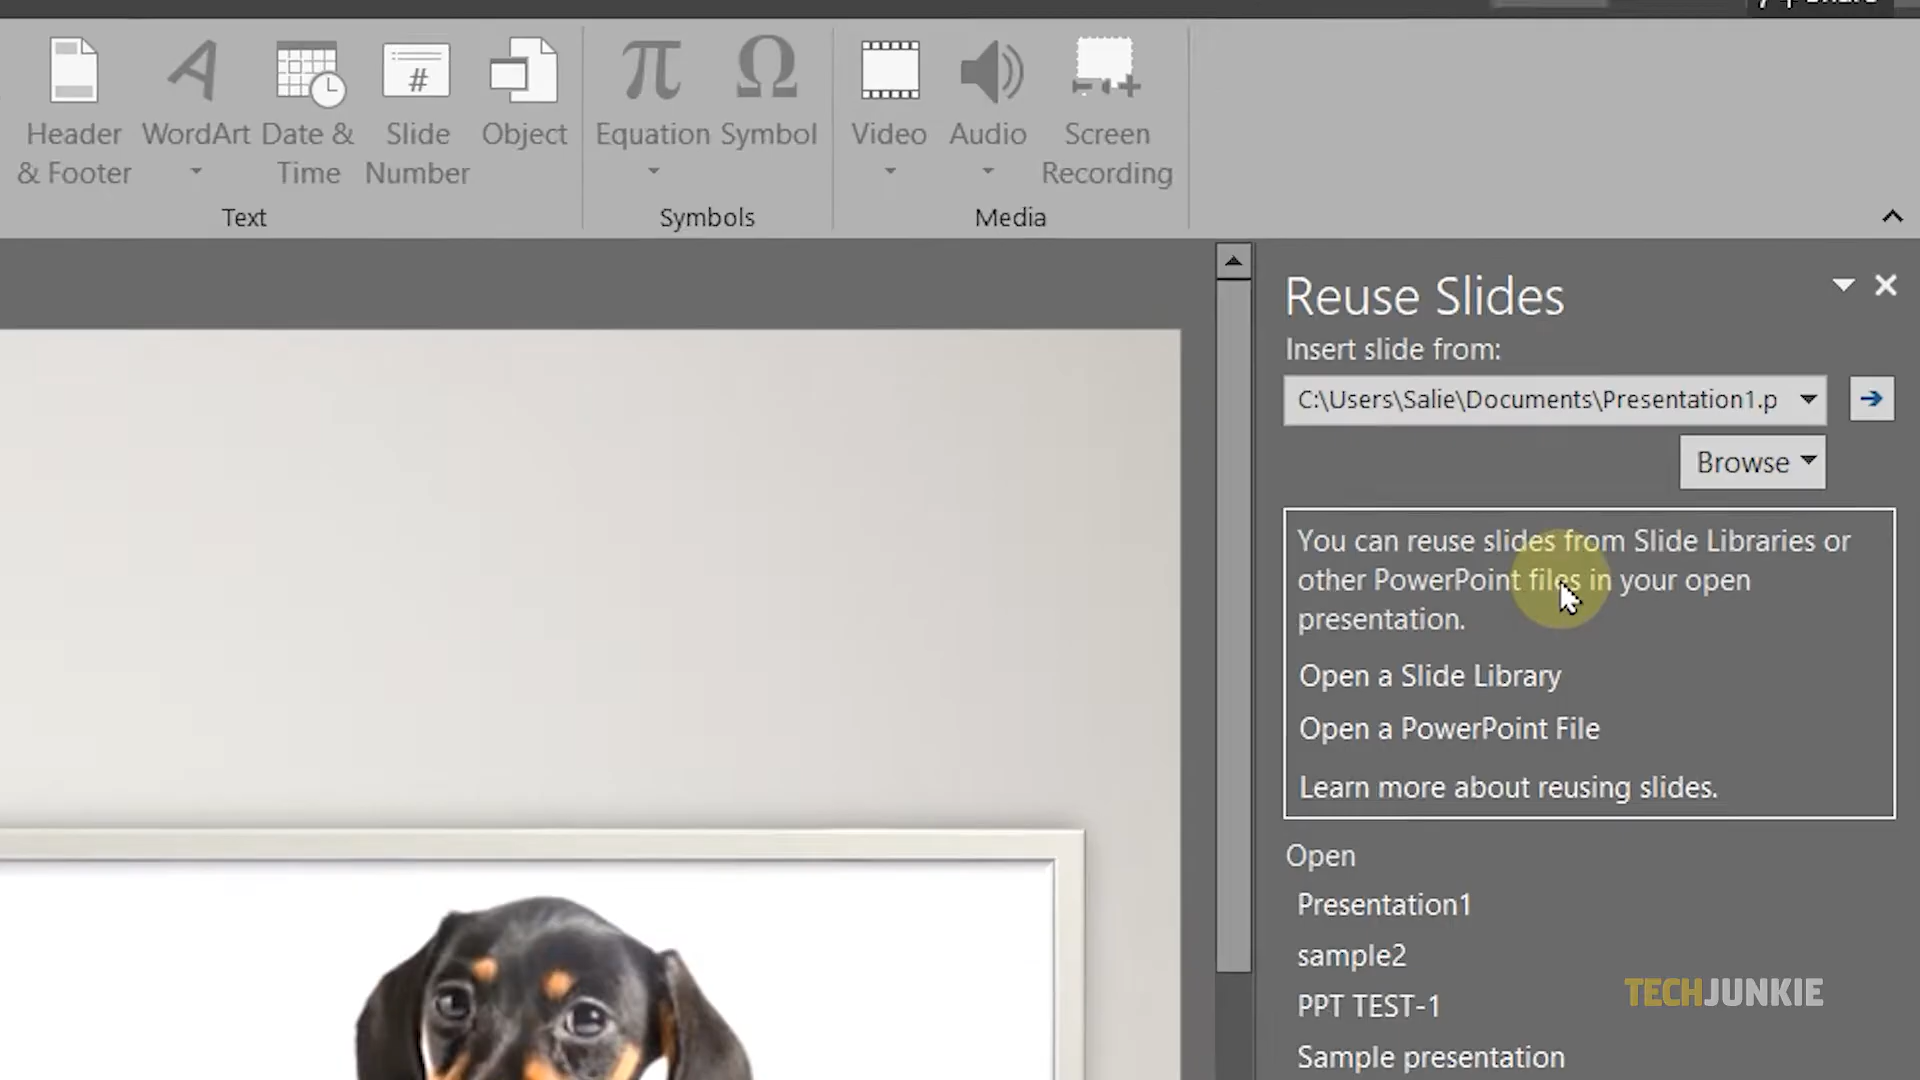 Header
& Footer
WordArt
Date &
Time
Slide
Number
Object
Text
Equation
Symbol
Symbols
Video
Audio
Screen
Recording
Media
Reuse Slides
Insert slide from:
C:\Users\Salie\Documents\Presentation1.p
Browse
You can reuse slides from Slide Libraries or
other PowerPoint files in your open
presentation.
Open a Slide Library
Open a PowerPoint File
Learn more about reusing slides.
Open
Presentation1
sample2
PPT TEST-1
Sample presentation
TECHJUNKIE